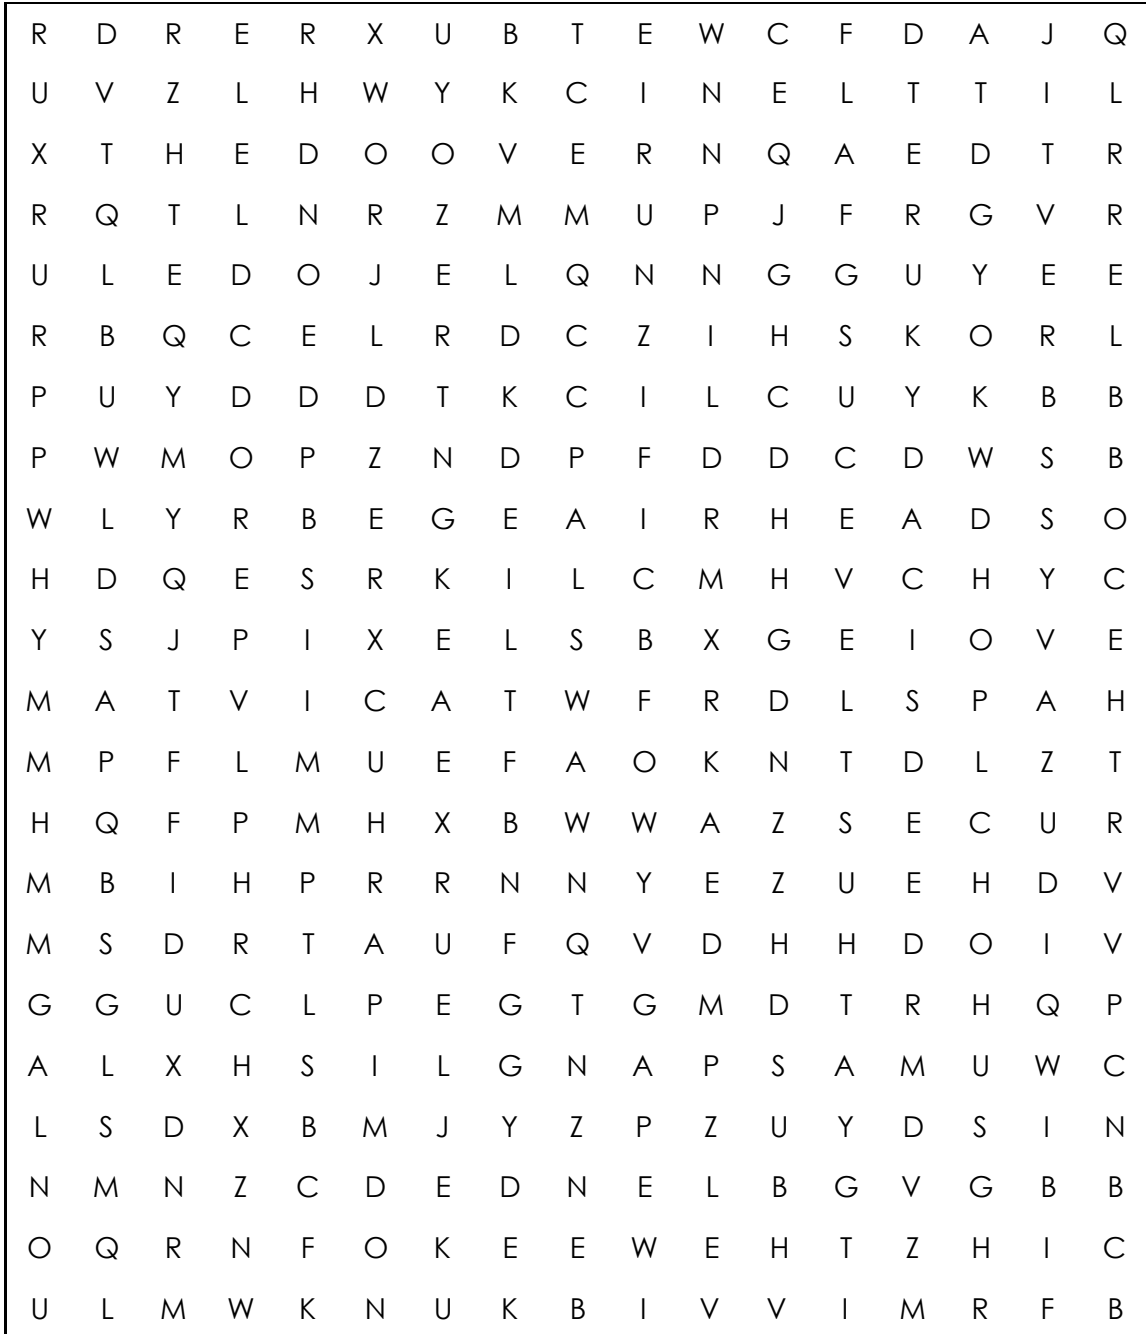 R D R E R X U B T E W C F D A J Q
U V Z L H W Y K C I N E L T T I L
X T H E D O O V E R N Q A E D T R
R Q T L N R Z M M U P J F R G V R
U L E D O J E L Q N N G G U Y E E
R B Q C E L R D C Z I H S K O R L
P U Y D D D T K C I L C U Y K B B
P W M O P Z N D P F D D C D W S B
W L Y R B E G E A I R H E A D S O
H D Q E S R K I L C M H V C H Y C
Y S J P I X E L S B X G E I O V E
M A T V I C A T W F R D L S P A H
M P F L M U E F A O K N T D L Z T
H Q F P M H X B W W A Z S E C U R
M B I H P R R N N Y E Z U E H D V
M S D R T A U F Q V D H H D O I V
G G U C L P E G T G M D T R H Q P
A L X H S I L G N A P S A M U W C
L S D X B M J Y Z P Z U Y D S I N
N M N Z C D E D N E L B G V G B B
O Q R N F O K E E W E H T Z H I C
U L M W K N U K B I V V I M R F B